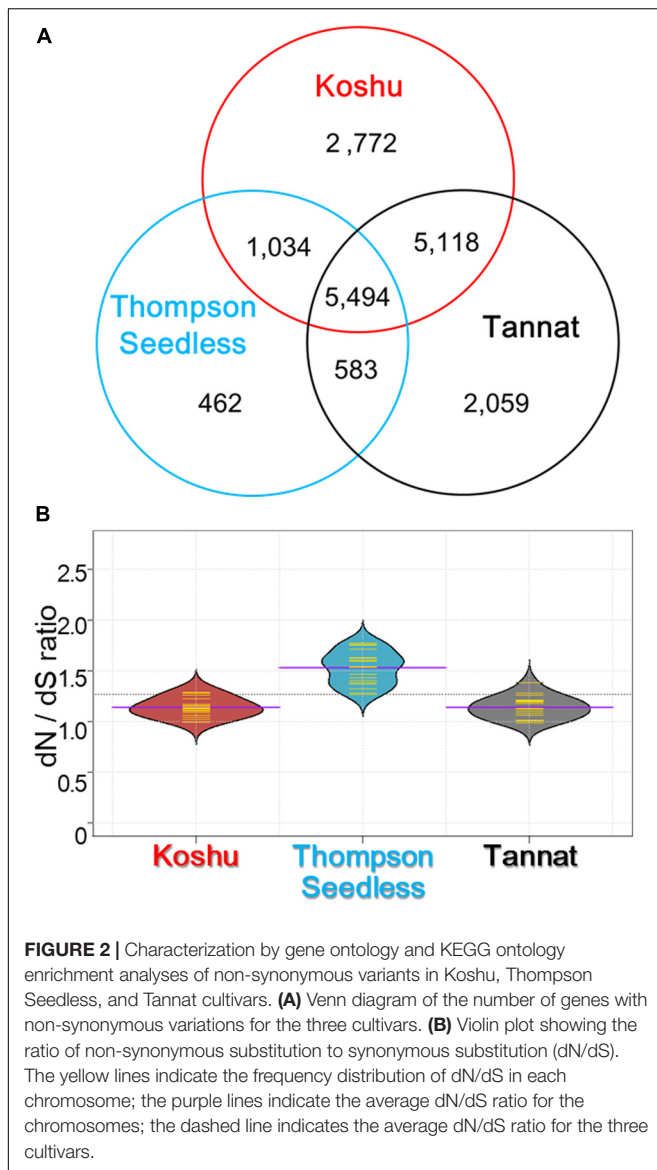 A
Koshu
2,772
1,034
5,118
5,494
Thompson
Seedless
Tannat
583
462
2,059
B
dN / dS ratio
2.5
2.0
1.5
1.0
0.5
0
Koshu
Thompson
Seedless
Tannat
FIGURE 2 | Characterization by gene ontology and KEGG ontology
enrichment analyses of non-synonymous variants in Koshu, Thompson
Seedless, and Tannat cultivars. (A) Venn diagram of the number of genes with
non-synonymous variations for the three cultivars. (B) Violin plot showing the
ratio of non-synonymous substitution to synonymous substitution (dN/dS).
The yellow lines indicate the frequency distribution of dN/dS in each
chromosome; the purple lines indicate the average dN/dS ratio for the
chromosomes; the dashed line indicates the average dN/dS ratio for the three
cultivars.